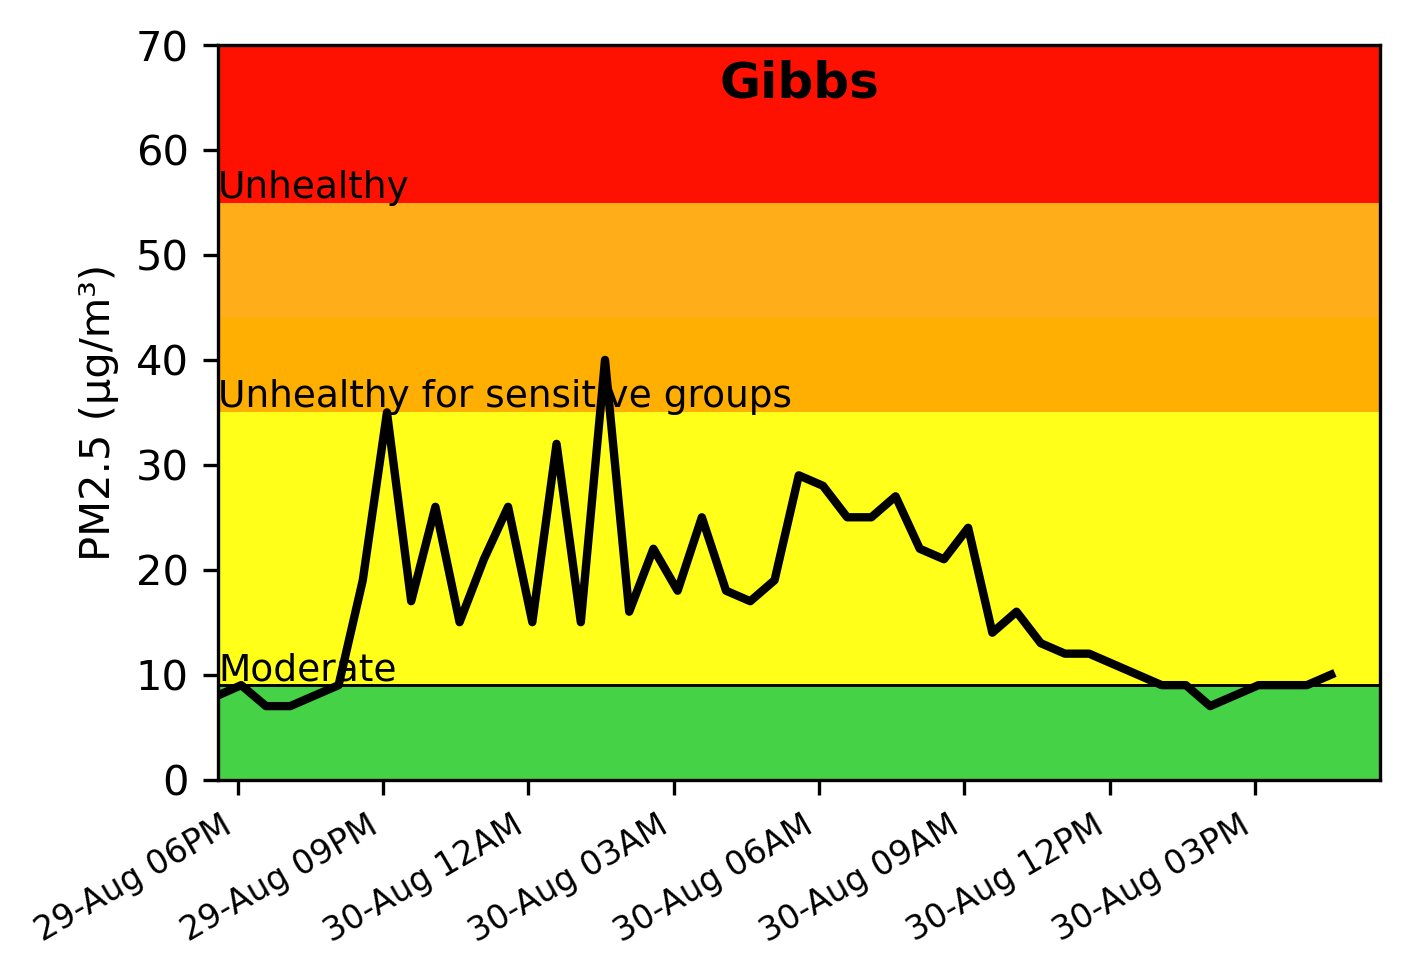 Gibbs
70
60
50
40
30
20
10
0
PM2.5 (µg/m³)
Unhealthy
Unhealthy for sensitive groups
Moderate
29-Aug 06PM
29-Aug 09PM
30-Aug 12AM
30-Aug 03AM
30-Aug 06AM
30-Aug 09AM
30-Aug 12PM
30-Aug 03PM